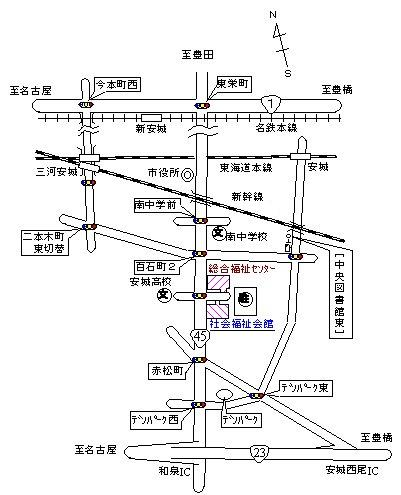 N
S
至豊田
至名古屋
今本町西
東栄町
至豊橋
1
新安城
名鉄本線
三河安城
市役所
東海道本線
安城
新幹線
南中学前
文
南中学校
二本木町
東切替
百石町2
総合福祉センター
安城高校
文
駐
[中央図書館東]
社会福祉会館
45
赤松町
デンパーク東
デンパーク西
デンパーク
至名古屋
23
至豊橋
和泉IC
安城西尾IC